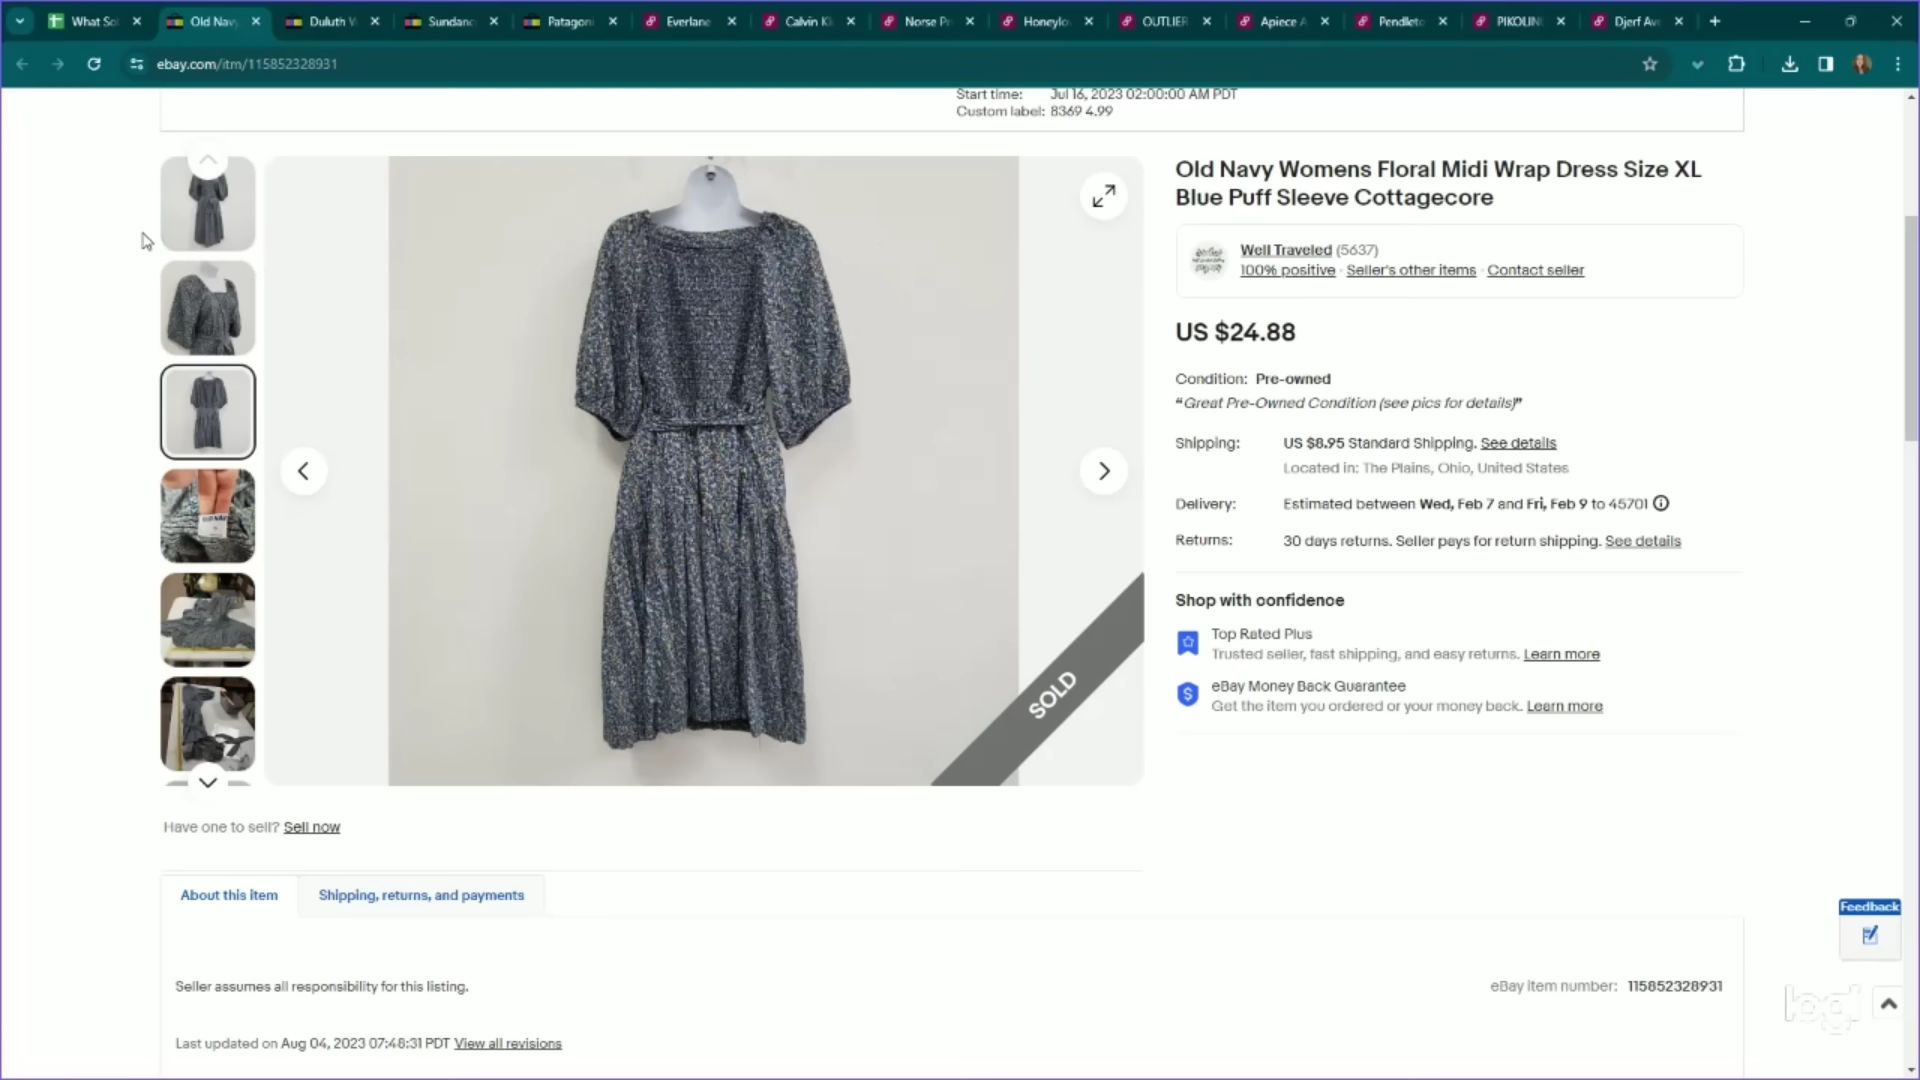 What So
Old Nav
Duluth
Sundanc
Patagoni
Everlane
Calvin Kl
Norse Pr
Honeylo
OUTLIER
Apiece A
Pendleto
PIKOLIN
Djerf Av
ebay.com/itm/115852328931
Start time: Jul 16, 2023 02:00:00 AM PDT
Custom label: 8369 4.99
Old Navy Womens Floral Midi Wrap Dress Size XL
Blue Puff Sleeve Cottagecore
Well Traveled (5637)
100% positive · Seller's other items · Contact seller
US $24.88
Condition: Pre-owned
“Great Pre-Owned Condition (see pics for details)”
Shipping: US $8.95 Standard Shipping. See details
Located in: The Plains, Ohio, United States
Delivery: Estimated between Wed, Feb 7 and Fri, Feb 9 to 45701
Returns: 30 days returns. Seller pays for return shipping. See details
Shop with confidence
Top Rated Plus
Trusted seller, fast shipping, and easy returns. Learn more
eBay Money Back Guarantee
Get the item you ordered or your money back. Learn more
SOLD
Have one to sell? Sell now
About this item
Shipping, returns, and payments
Feedback
Seller assumes all responsibility for this listing.
eBay item number: 115852328931
Last updated on Aug 04, 2023 07:48:31 PDT View all revisions
logi